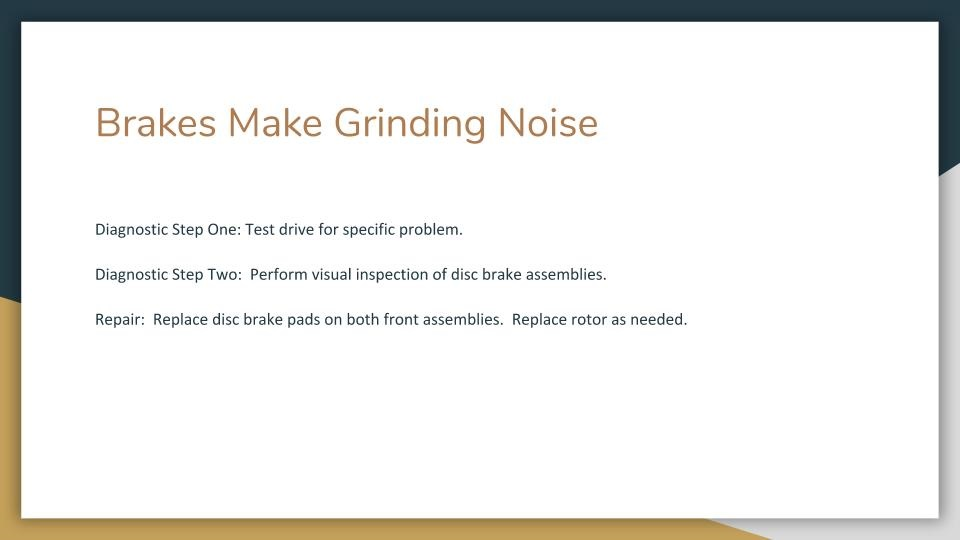 Brakes Make Grinding Noise
Diagnostic Step One: Test drive for specific problem.
Diagnostic Step Two:  Perform visual inspection of disc brake assemblies.
Repair:  Replace disc brake pads on both front assemblies.  Replace rotor as needed.